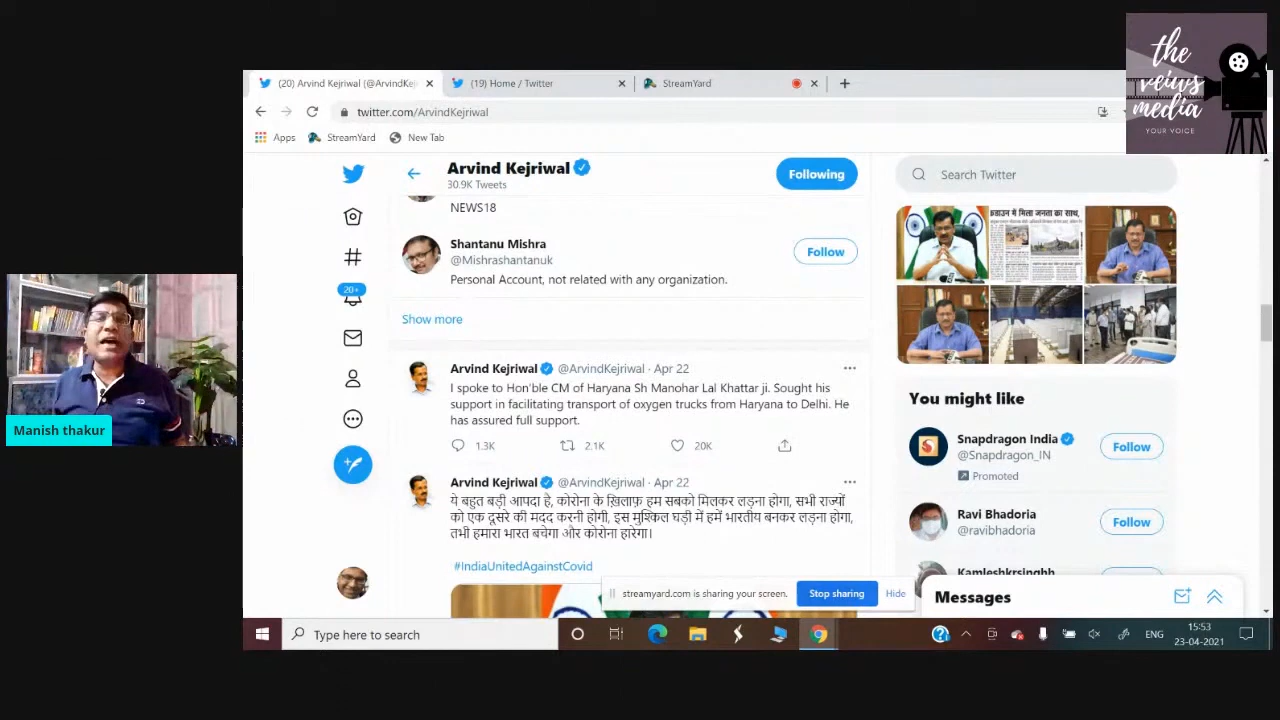 the
veiws
media
YOUR VOICE
(20) Arvind Kejriwal (@ArvindKej
(19) Home / Twitter
StreamYard
twitter.com/ArvindKejriwal
Apps
StreamYard
New Tab
Arvind Kejriwal
30.9K Tweets
Following
Search Twitter
NEWS18
Shantanu Mishra
@Mishrashantanuk
Follow
Personal Account, not related with any organization.
Show more
20+
Arvind Kejriwal @ArvindKejriwal · Apr 22
I spoke to Hon'ble CM of Haryana Sh Manohar Lal Khattar ji. Sought his
support in facilitating transport of oxygen trucks from Haryana to Delhi. He
has assured full support.
1.3K 2.1K 20K
Arvind Kejriwal @ArvindKejriwal · Apr 22
ये बहुत बड़ी आपदा है, कोरोना के ख़िलाफ़ हम सबको मिलकर लड़ना होगा, सभी राज्यों
को एक दूसरे की मदद करनी होगी, इस मुश्किल घड़ी में हमें भारतीय बनकर लड़ना होगा,
तभी हमारा भारत बचेगा और कोरोना हारेगा।
#IndiaUnitedAgainstCovid
में मिला जनता का साथ,
You might like
Snapdragon India
@Snapdragon_IN
Promoted
Follow
Ravi Bhadoria
@ravibhadoria
Follow
Kamleshkrsinghh
Messages
streamyard.com is sharing your screen.
Stop sharing
Hide
Manish thakur
Type here to search
ENG
15:53
23-04-2021